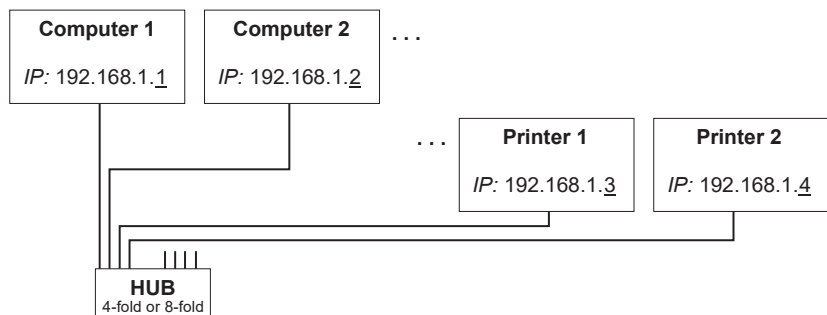 Computer 1
IP: 192.168.1.1
Computer 2
IP: 192.168.1.2
. . .
. . .
Printer 1
IP: 192.168.1.3
Printer 2
IP: 192.168.1.4
HUB
4-fold or 8-fold